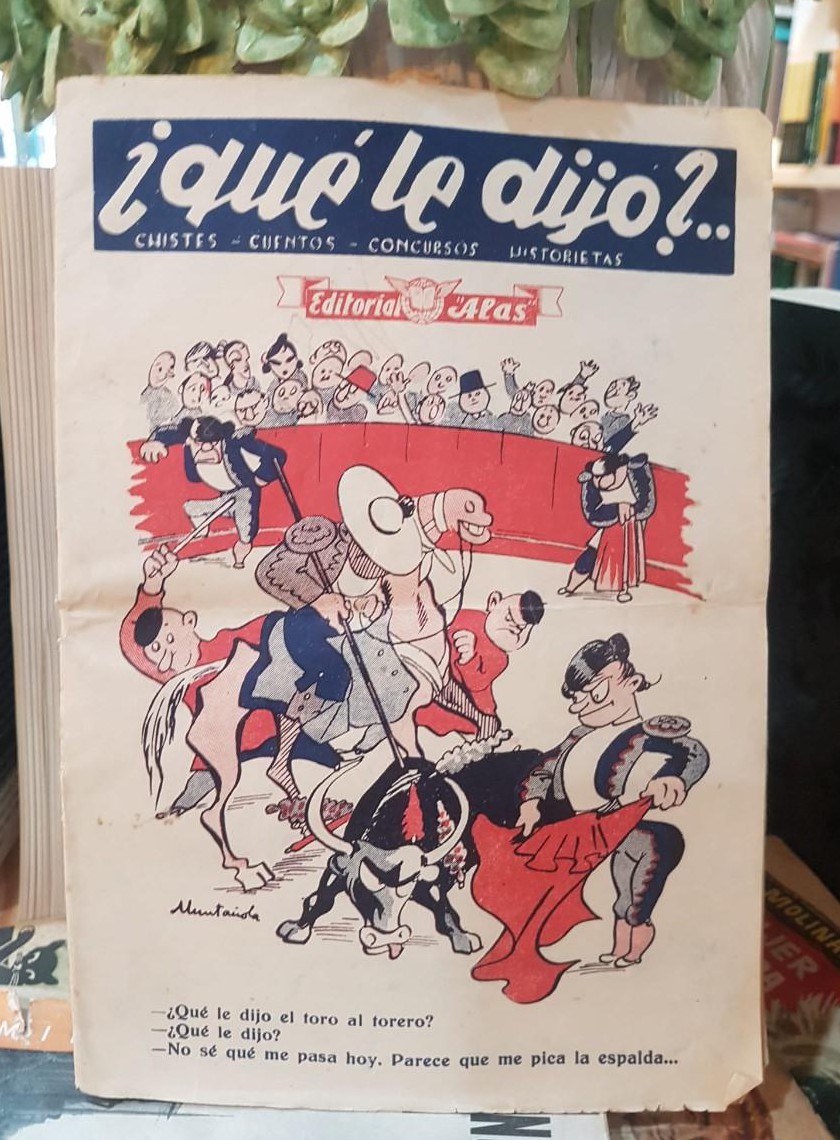 ¿qué le dijo?..
CHISTES - CUENTOS - CONCURSOS HISTORIETAS
Editorial "Alas"
Muntañola
—¿Qué le dijo el toro al torero?
—¿Qué le dijo?
—No sé qué me pasa hoy. Parece que me pica la espalda...
MOLIN